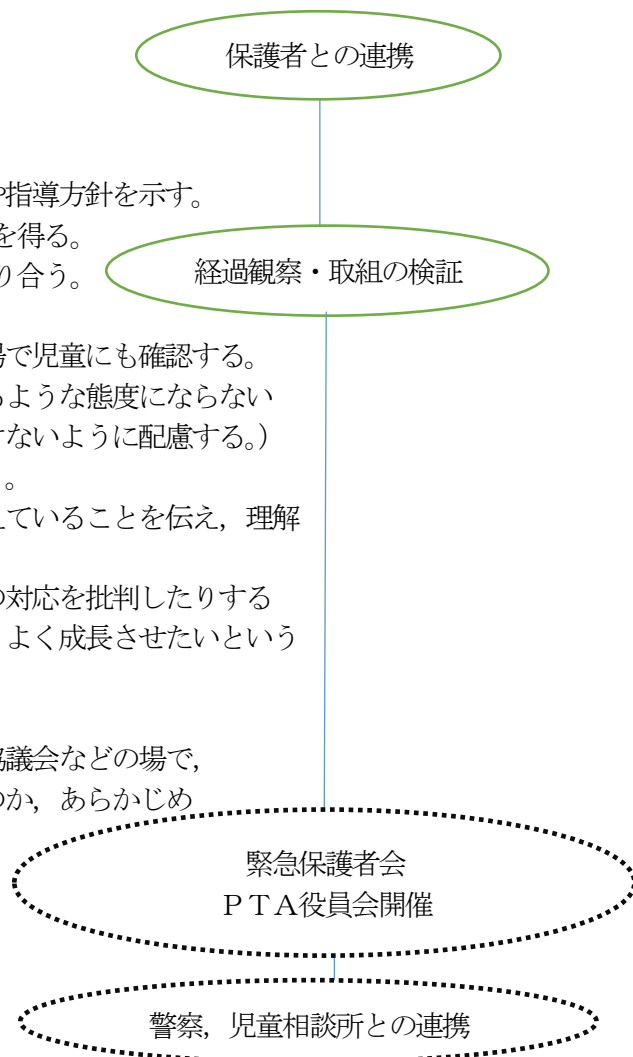 保護者との連携
や指導方針を示す。
を得る。
り合う。
経過観察・取組の検証
場で児童にも確認する。
るような態度にならない
けないように配慮する。)
。
えていることを伝え，理解
の対応を批判したりする
よく成長させたいという
協議会などの場で，
のか，あらかじめ
緊急保護者会
ＰＴＡ役員会開催
警察，児童相談所との連携